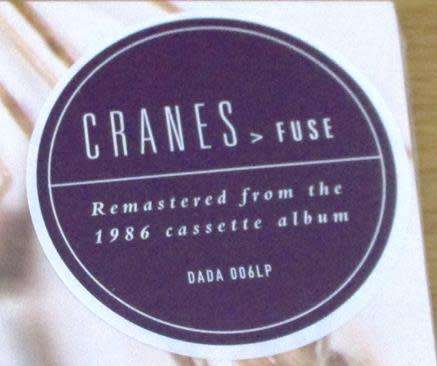 CRANES > FUSE
Remastered from the
1986 cassette album
DADA 006LP